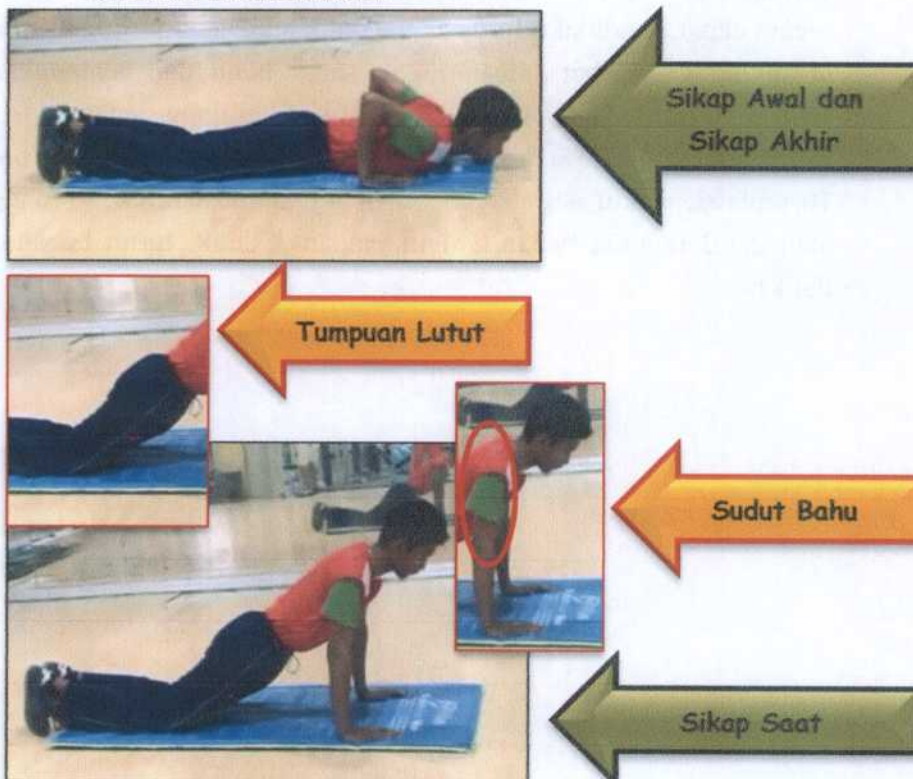 Sikap Awal dan
Sikap Akhir
Tumpuan Lutut
Sudut Bahu
Sikap Saat